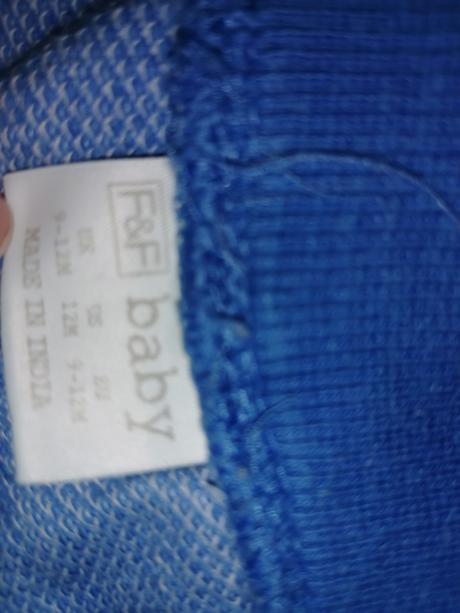 F&F baby
UK US EU
9-12M 12M 9-12M
MADE IN INDIA